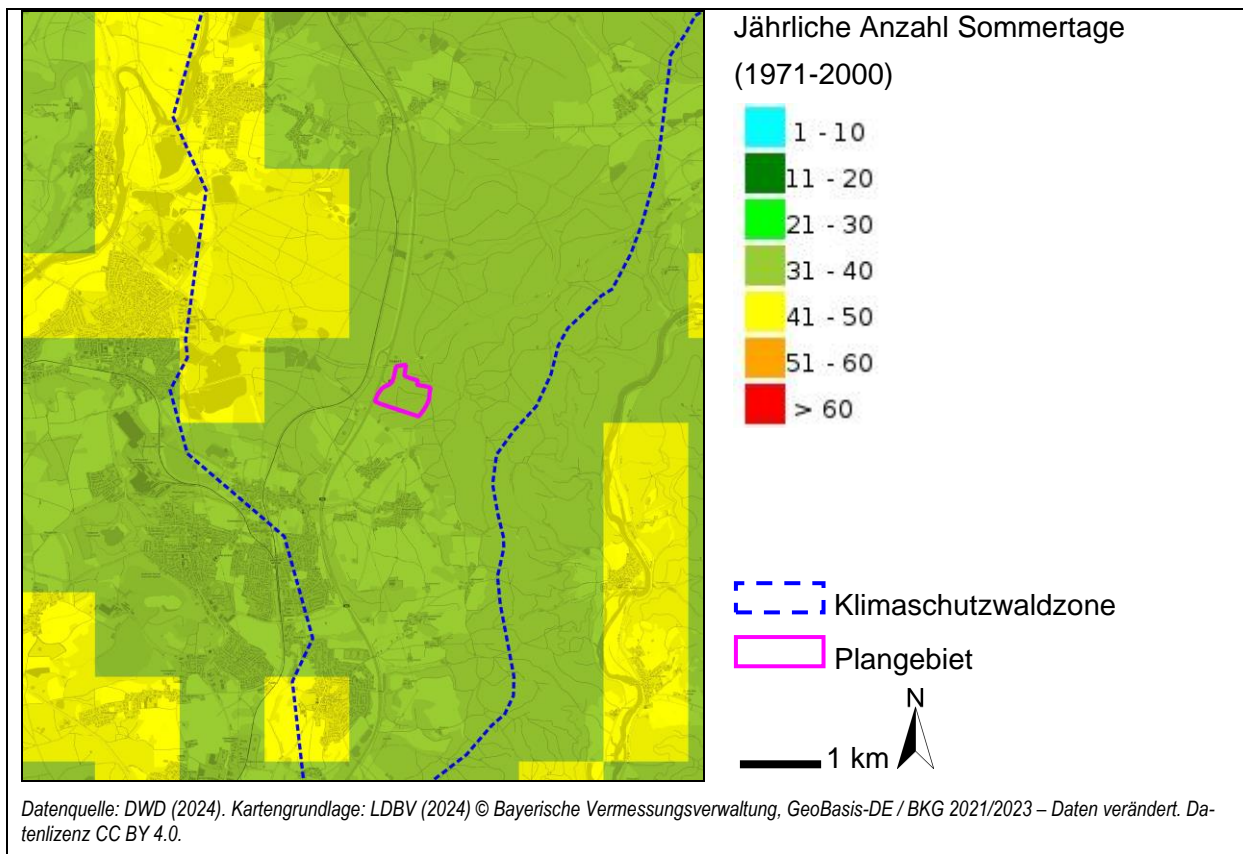 Jährliche Anzahl Sommertage
(1971-2000)
1 - 10
11 - 20
21 - 30
31 - 40
41 - 50
51 - 60
> 60
Klimaschutzwaldzone
Plangebiet
N
1 km
Datenquelle: DWD (2024). Kartengrundlage: LDBV (2024) © Bayerische Vermessungsverwaltung, GeoBasis-DE / BKG 2021/2023 – Daten verändert. Da-
tenlizenz CC BY 4.0.